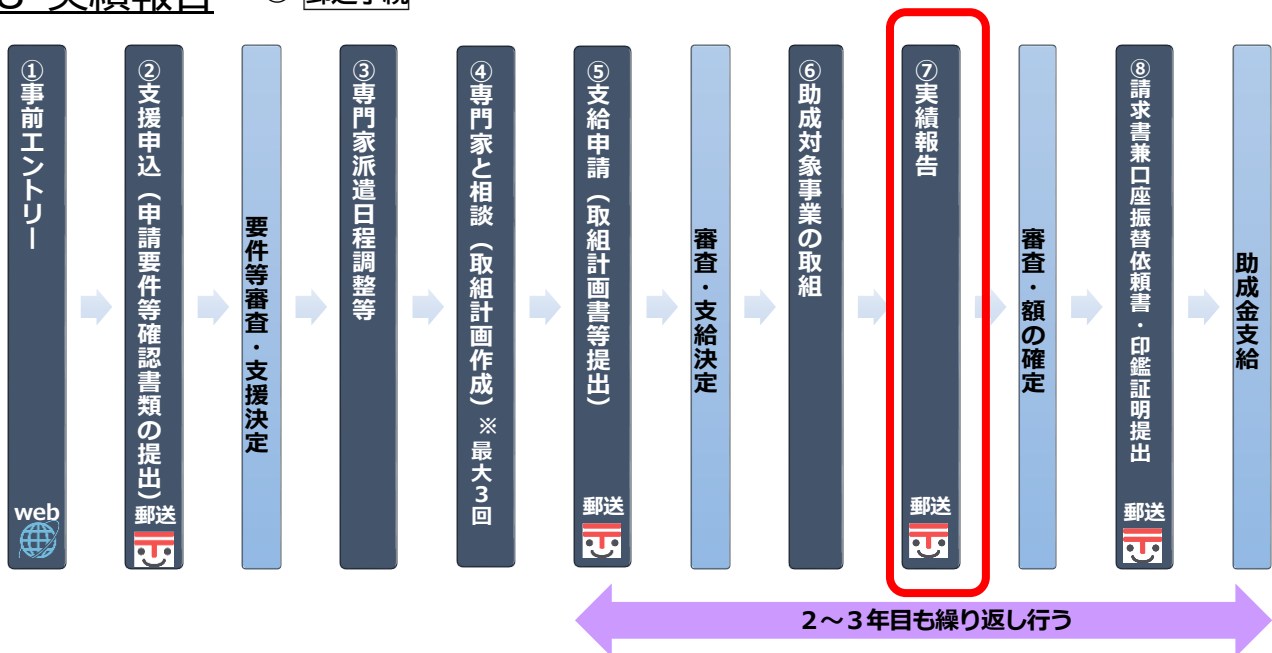 実績報告
郵送手続
①事前エントリー
web
②支援申込（申請要件等確認書類の提出）
郵送
要件等審査・支援決定
③専門家派遣日程調整等
④専門家と相談（取組計画作成）※最大3回
⑤支給申請（取組計画書等提出）
郵送
審査・支給決定
⑥助成対象事業の取組
⑦実績報告
郵送
審査・額の確定
⑧請求書兼口座振替依頼書・印鑑証明提出
郵送
助成金支給
２～３年目も繰り返し行う